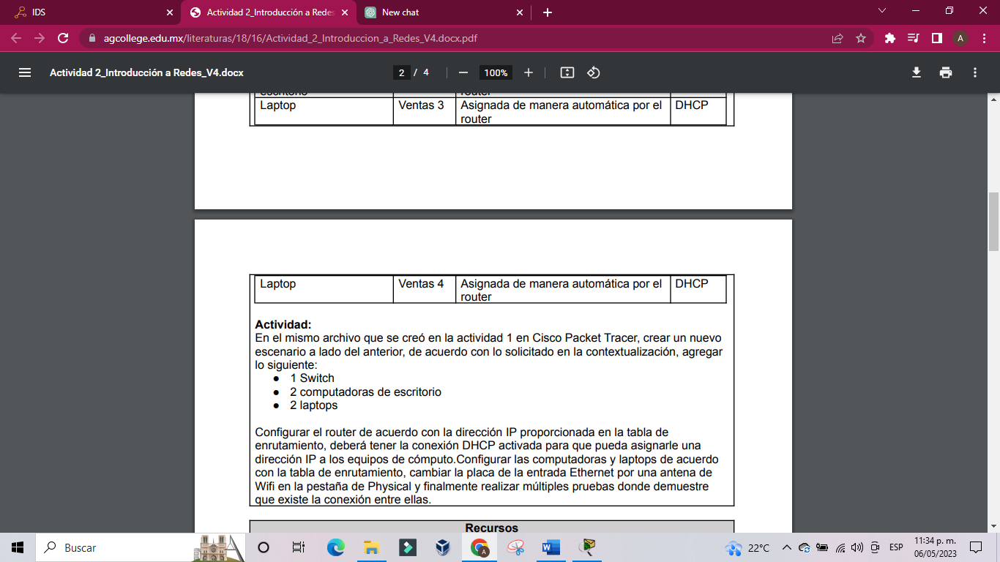 IDS
Actividad 2_Introducción a Redes
New chat
agcollege.edu.mx/literaturas/18/16/Actividad_2_Introduccion_a_Redes_V4.docx.pdf
A
Actividad 2_Introducción a Redes_V4.docx
2 / 4
100%
escritorio router
Laptop Ventas 3 Asignada de manera automática por el DHCP
router
Laptop Ventas 4 Asignada de manera automática por el DHCP
router
Actividad:
En el mismo archivo que se creó en la actividad 1 en Cisco Packet Tracer, crear un nuevo
escenario a lado del anterior, de acuerdo con lo solicitado en la contextualización, agregar
lo siguiente:
● 1 Switch
● 2 computadoras de escritorio
● 2 laptops
Configurar el router de acuerdo con la dirección IP proporcionada en la tabla de
enrutamiento, deberá tener la conexión DHCP activada para que pueda asignarle una
dirección IP a los equipos de cómputo.Configurar las computadoras y laptops de acuerdo
con la tabla de enrutamiento, cambiar la placa de la entrada Ethernet por una antena de
Wifi en la pestaña de Physical y finalmente realizar múltiples pruebas donde demuestre
que existe la conexión entre ellas.
Recursos
Buscar
22°C
ESP
11:34 p. m.
06/05/2023